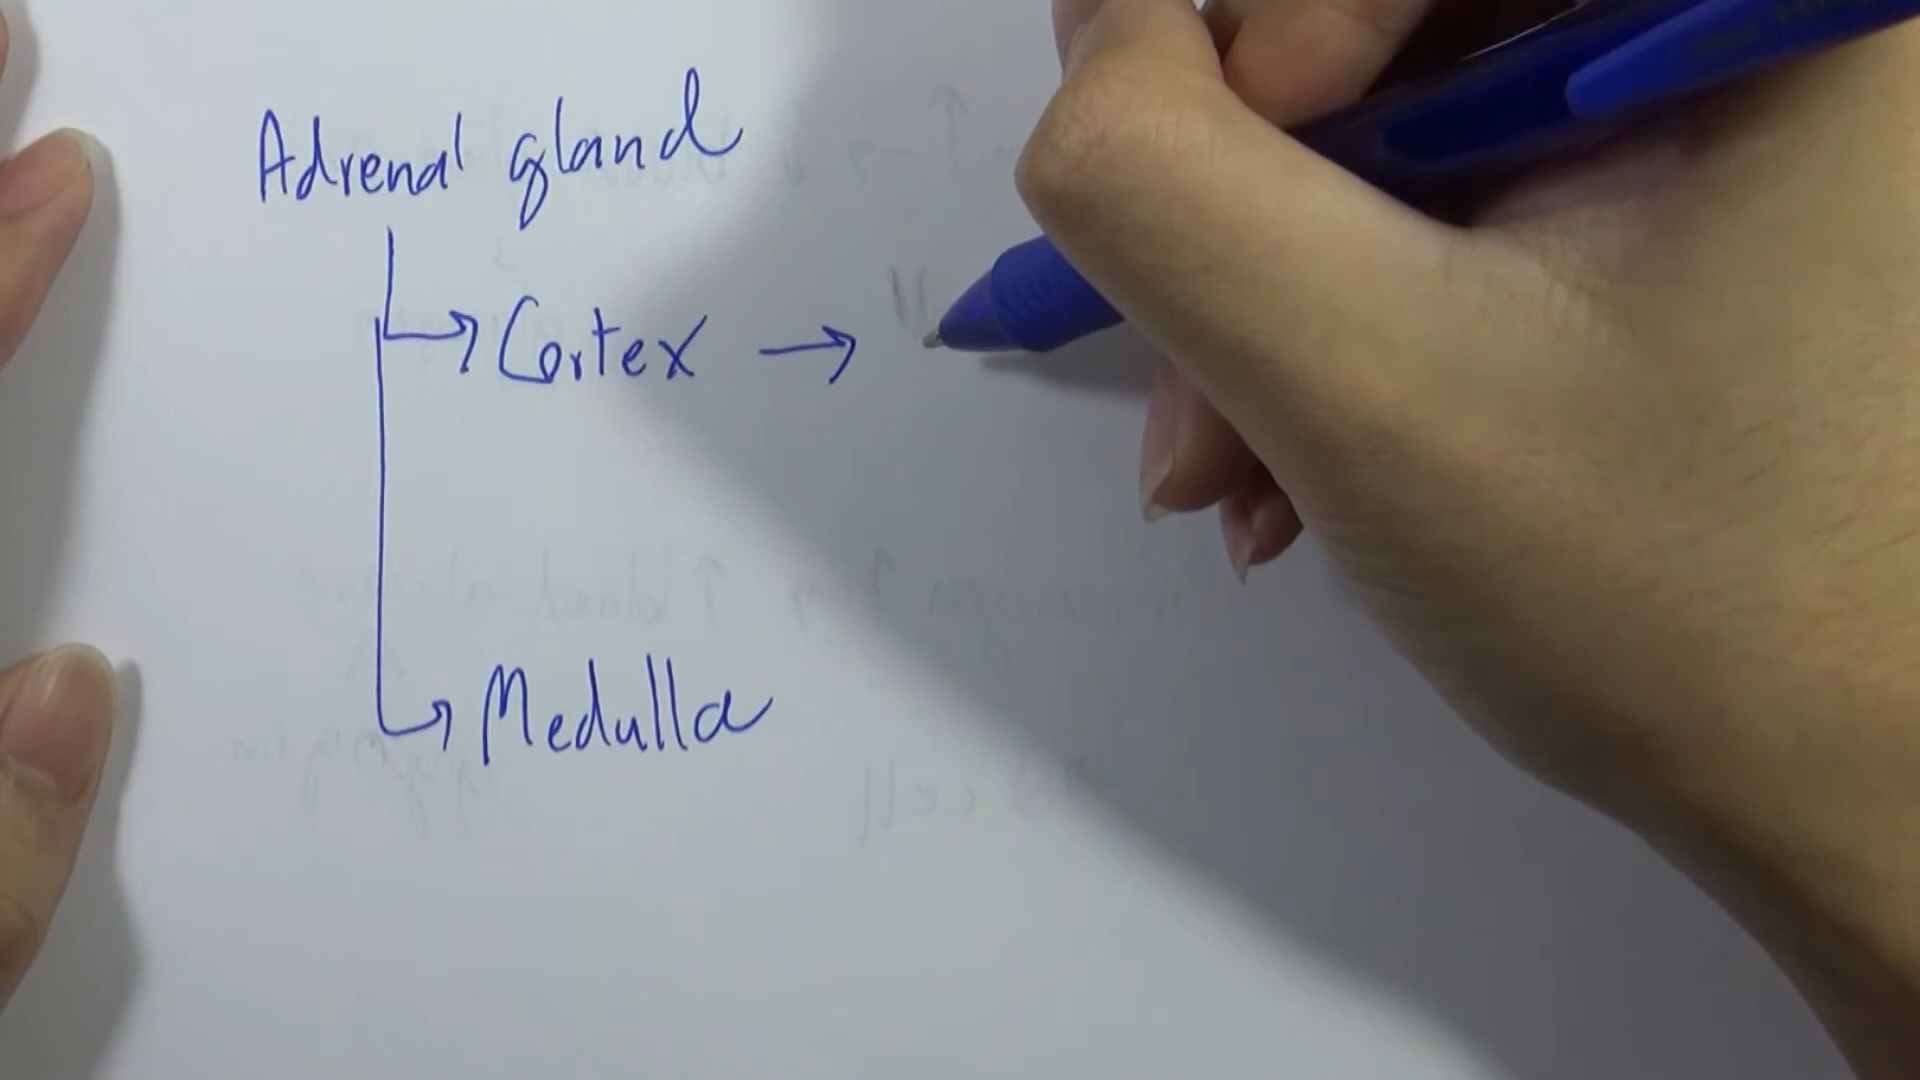 Adrenal gland
Cortex →
Medulla